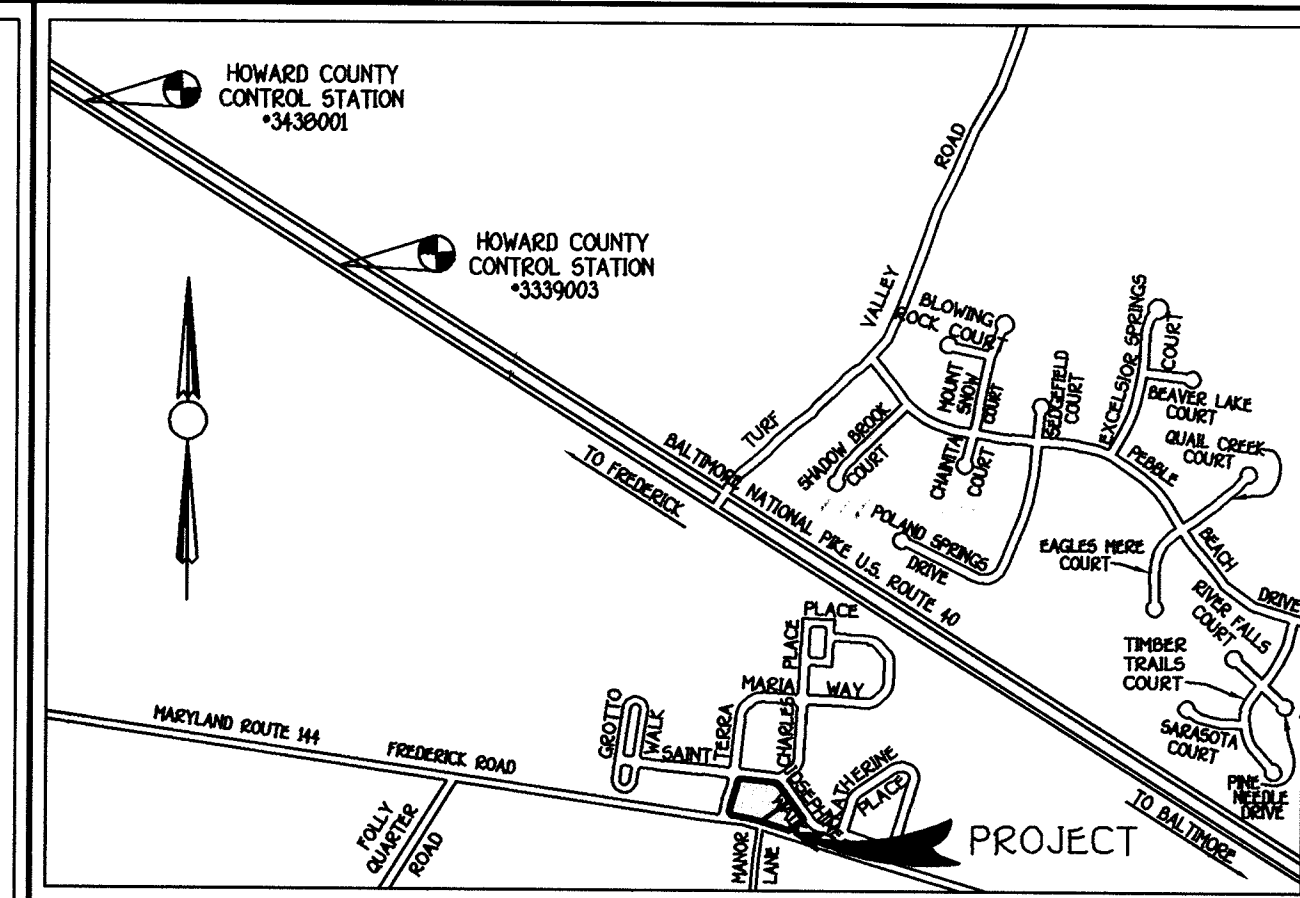 HOWARD COUNTY
CONTROL STATION
*3438001
HOWARD COUNTY
CONTROL STATION
*3339003
VALLEY
ROAD
TURF
BLOWING
ROCK COURT
MOUNT
SNOW
COURT
SEDGEFIELD
COURT
EXCELSIOR SPRINGS
COURT
BEAVER LAKE
COURT
QUAIL CREEK
COURT
SHADOW BROOK
COURT
CHAINITA
COURT
PEBBLE
BEACH
DRIVE
POLAND SPRINGS
DRIVE
EAGLES MERE
COURT
RIVER FALLS
COURT
TIMBER
TRAILS
COURT
SARASOTA
COURT
PINE
NEEDLE
DRIVE
TO FREDERICK
BALTIMORE NATIONAL PIKE U.S. ROUTE 40
TO BALTIMORE
PLACE
CHARLES PLACE
MARIA
WAY
TERRA
GROTTO
WALK
SAINT
JOSEPHINE
KATHERINE
PLACE
MARYLAND ROUTE 144
FREDERICK ROAD
FOLLY
QUARTER
ROAD
MANOR
LANE
PROJECT